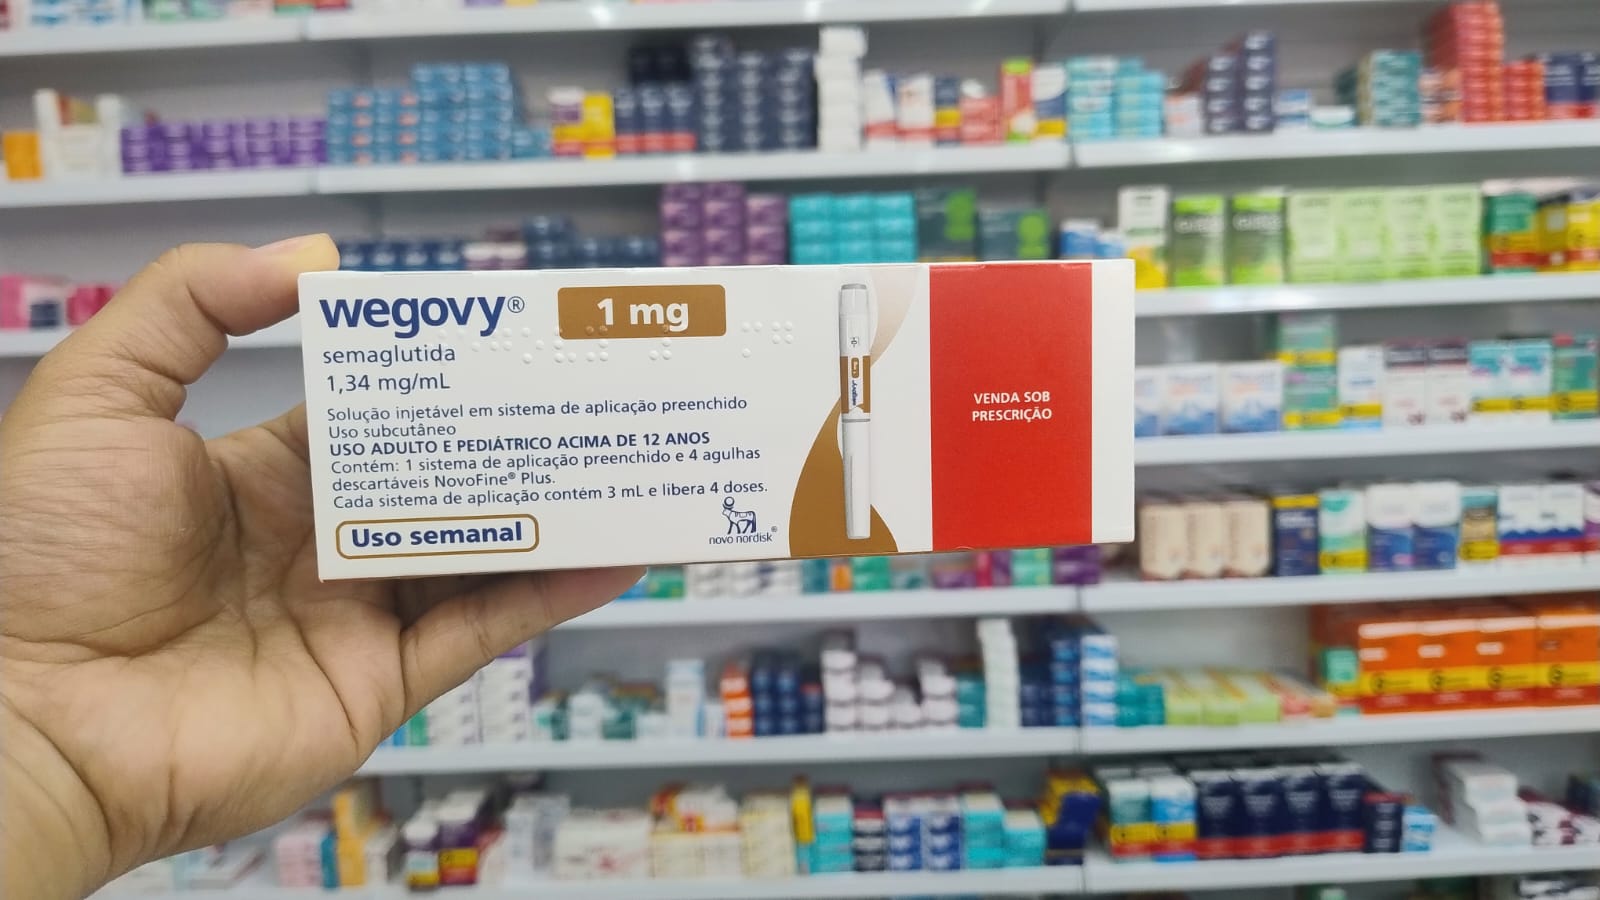 wegovy® 1 mg
semaglutida
1,34 mg/mL
Solução injetável em sistema de aplicação preenchido
Uso subcutâneo
USO ADULTO E PEDIÁTRICO ACIMA DE 12 ANOS
Contém: 1 sistema de aplicação preenchido e 4 agulhas
descartáveis NovoFine® Plus.
Cada sistema de aplicação contém 3 mL e libera 4 doses.
Uso semanal
novo nordisk®
wegovy®
VENDA SOB
PRESCRIÇÃO